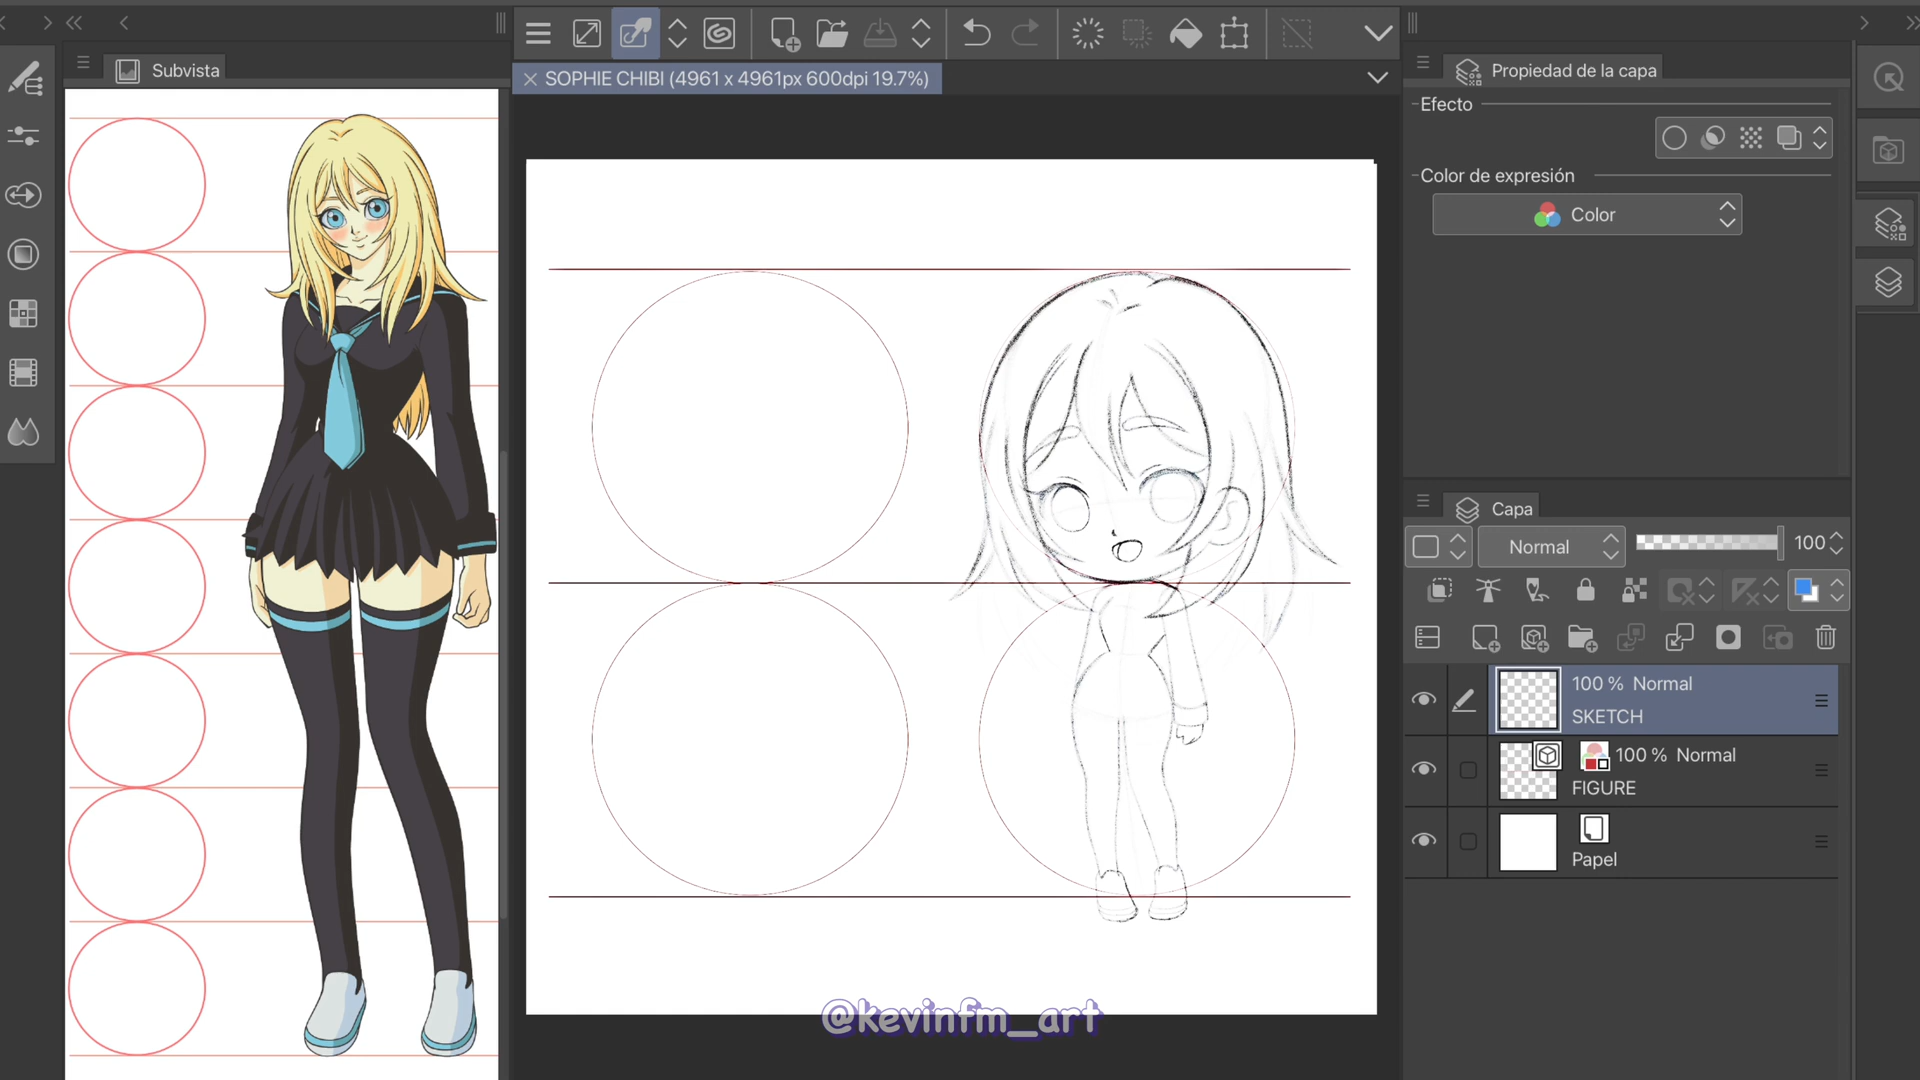 Subvista
SOPHIE CHIBI (4961 x 4961px 600dpi 19.7%)
Propiedad de la capa
Efecto
Color de expresión
Color
Capa
Normal
100
100 % Normal
SKETCH
100 % Normal
FIGURE
Papel
@kevinfm_art